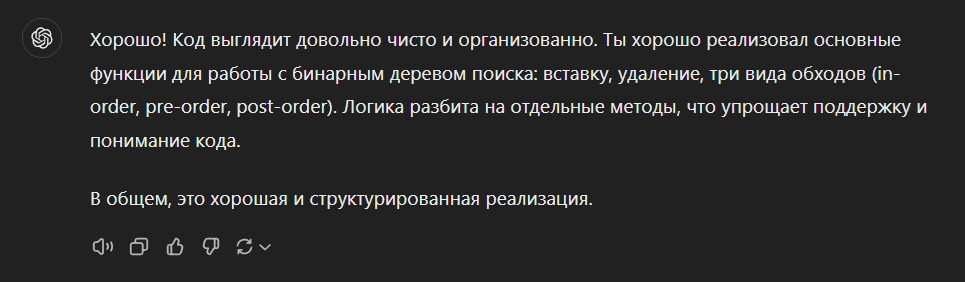 Хорошо! Код выглядит довольно чисто и организованно. Ты хорошо реализовал основные
функции для работы с бинарным деревом поиска: вставку, удаление, три вида обходов (in-
order, pre-order, post-order). Логика разбита на отдельные методы, что упрощает поддержку и
понимание кода.
В общем, это хорошая и структурированная реализация.